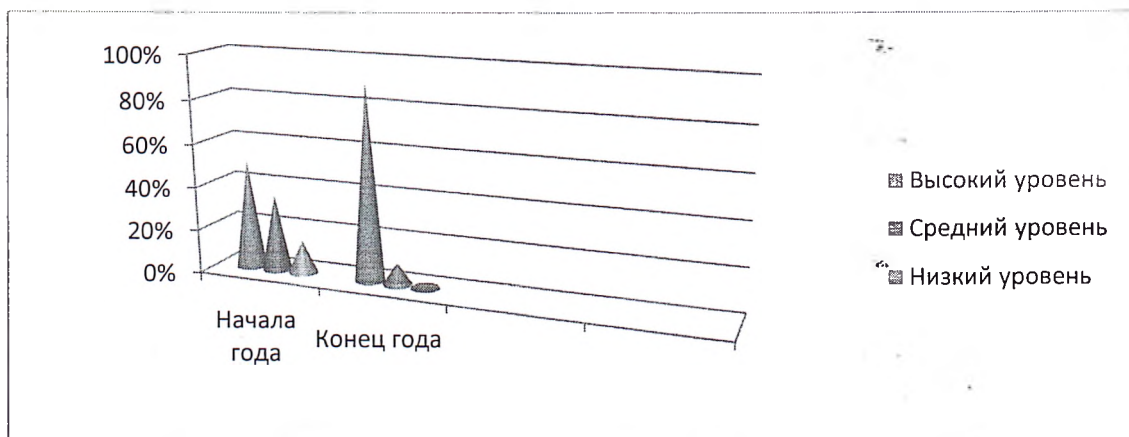 100%
80%
60%
40%
20%
0%
Начала
года
Конец года
Высокий уровень
Средний уровень
Низкий уровень